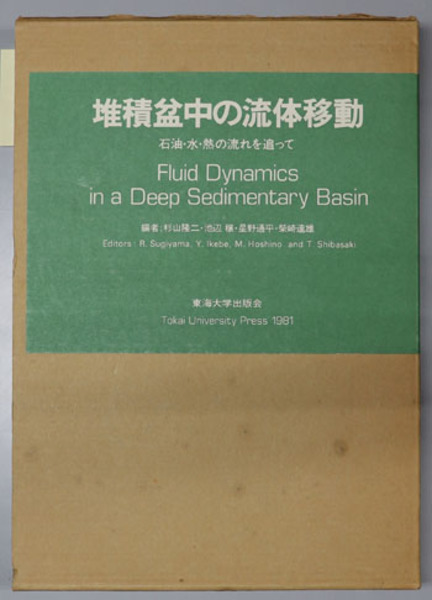 堆積盆中の流体移動
石油・水・熱の流れを追って
Fluid Dynamics
in a Deep Sedimentary Basin
編者:杉山隆二・池辺 穣・星野通平・柴崎達雄
Editors: R. Sugiyama, Y. Ikebe, M. Hoshino and T. Shibasaki
東海大学出版会
Tokai University Press 1981